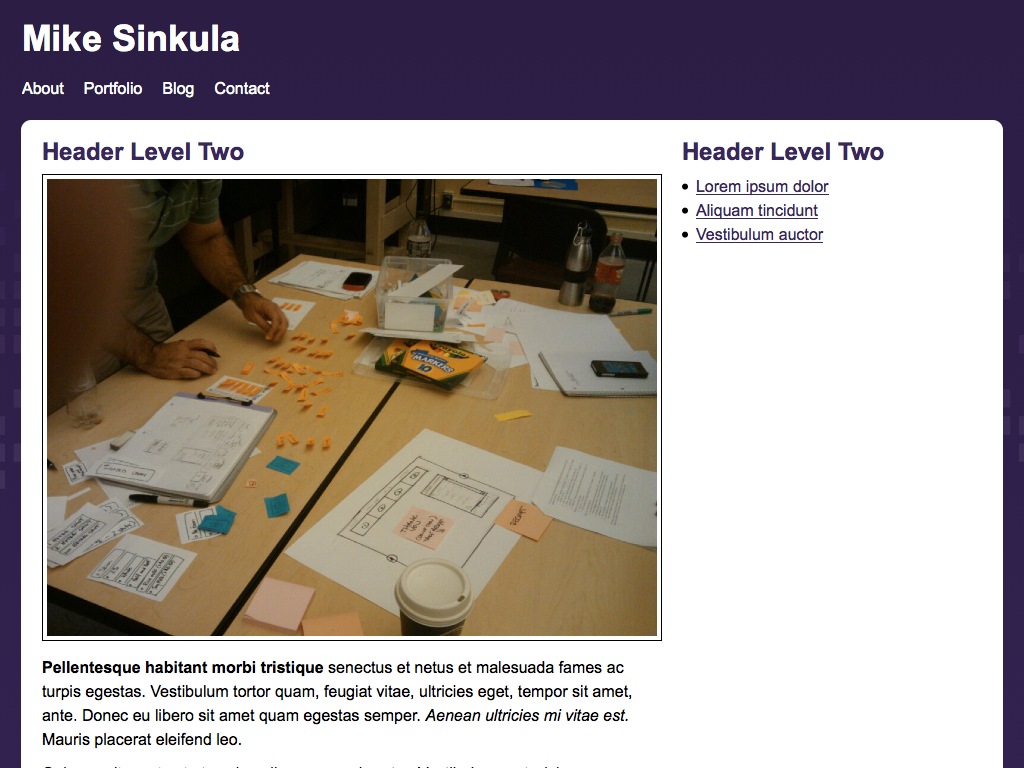 Mike Sinkula
About Portfolio Blog Contact
Header Level Two
MARKERS
10
Pellentesque habitant morbi tristique senectus et netus et malesuada fames ac
turpis egestas. Vestibulum tortor quam, feugiat vitae, ultricies eget, tempor sit amet,
ante. Donec eu libero sit amet quam egestas semper. Aenean ultricies mi vitae est.
Mauris placerat eleifend leo.
Header Level Two
Lorem ipsum dolor
Aliquam tincidunt
Vestibulum auctor